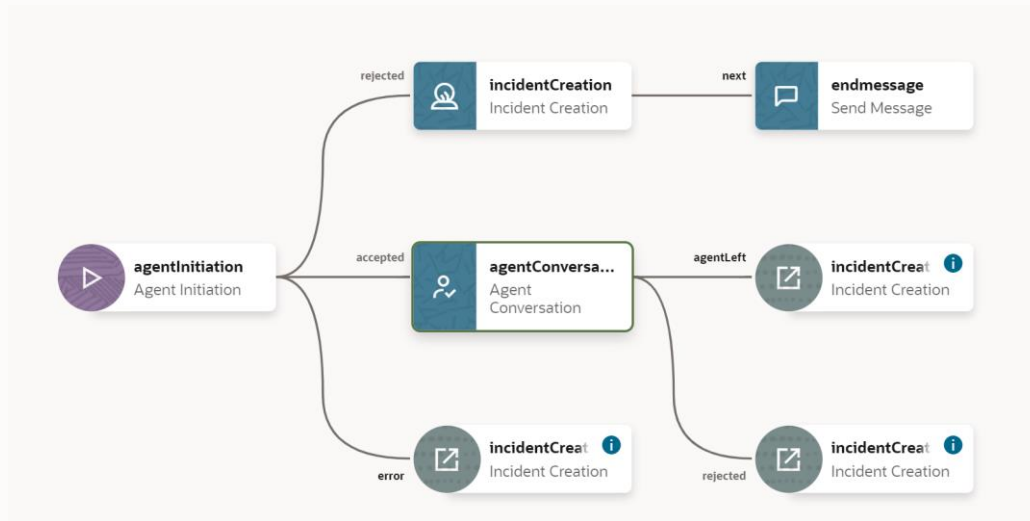 rejected
incidentCreation
Incident Creation
next
endmessage
Send Message
agentInitiation
Agent Initiation
accepted
agentConversa...
Agent
Conversation
agentLeft
incidentCreat
Incident Creation
error
incidentCreat
Incident Creation
rejected
incidentCreat
Incident Creation